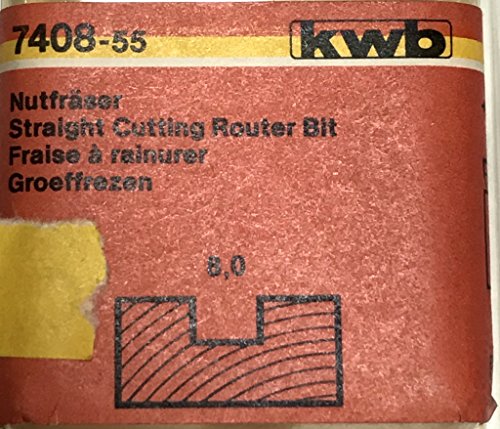 7408-55
kwb
Nutfräser
Straight Cutting Router Bit
Fraise à rainurer
Groeffrezen
8,0